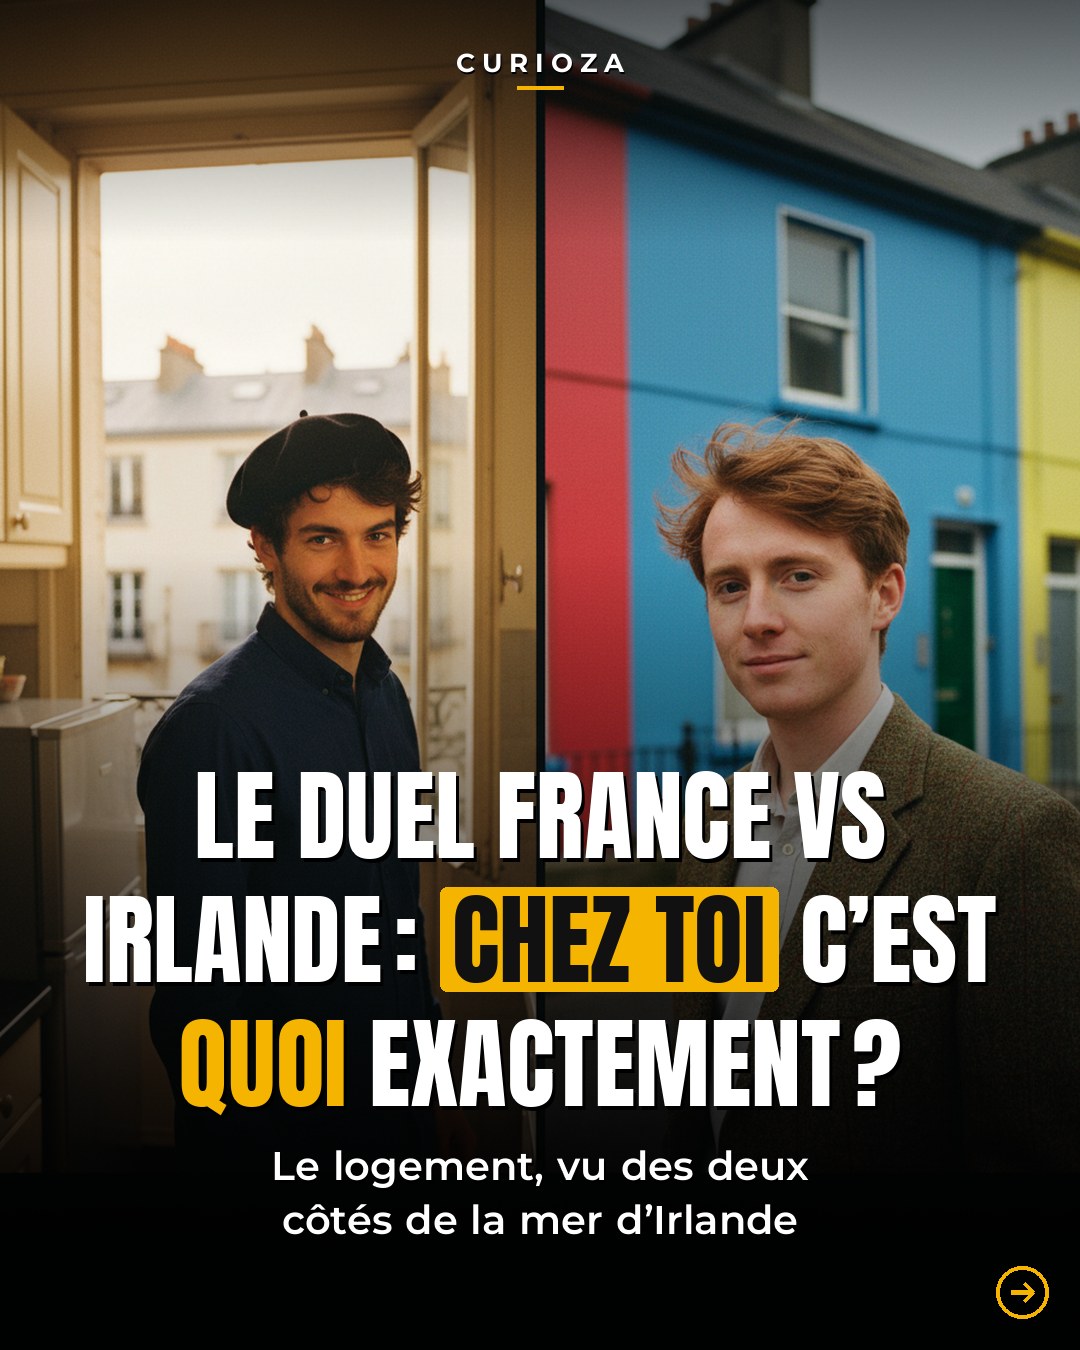 CURIOZA
LE DUEL FRANCE VS
IRLANDE : CHEZ TOI C’EST
QUOI EXACTEMENT ?
Le logement, vu des deux
côtés de la mer d’Irlande